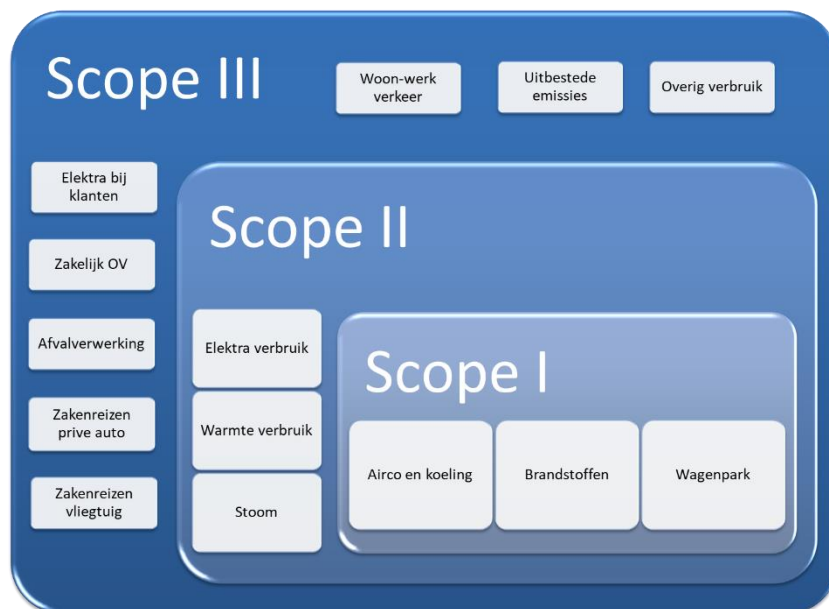 Scope III
Woon-werk
verkeer
Uitbestede
emissies
Overig verbruik
Elektra bij
klanten
Zakelijk OV
Afvalverwerking
Zakenreizen
prive auto
Zakenreizen
vliegtuig
Scope II
Elektra verbruik
Warmte verbruik
Stoom
Scope I
Airco en koeling
Brandstoffen
Wagenpark